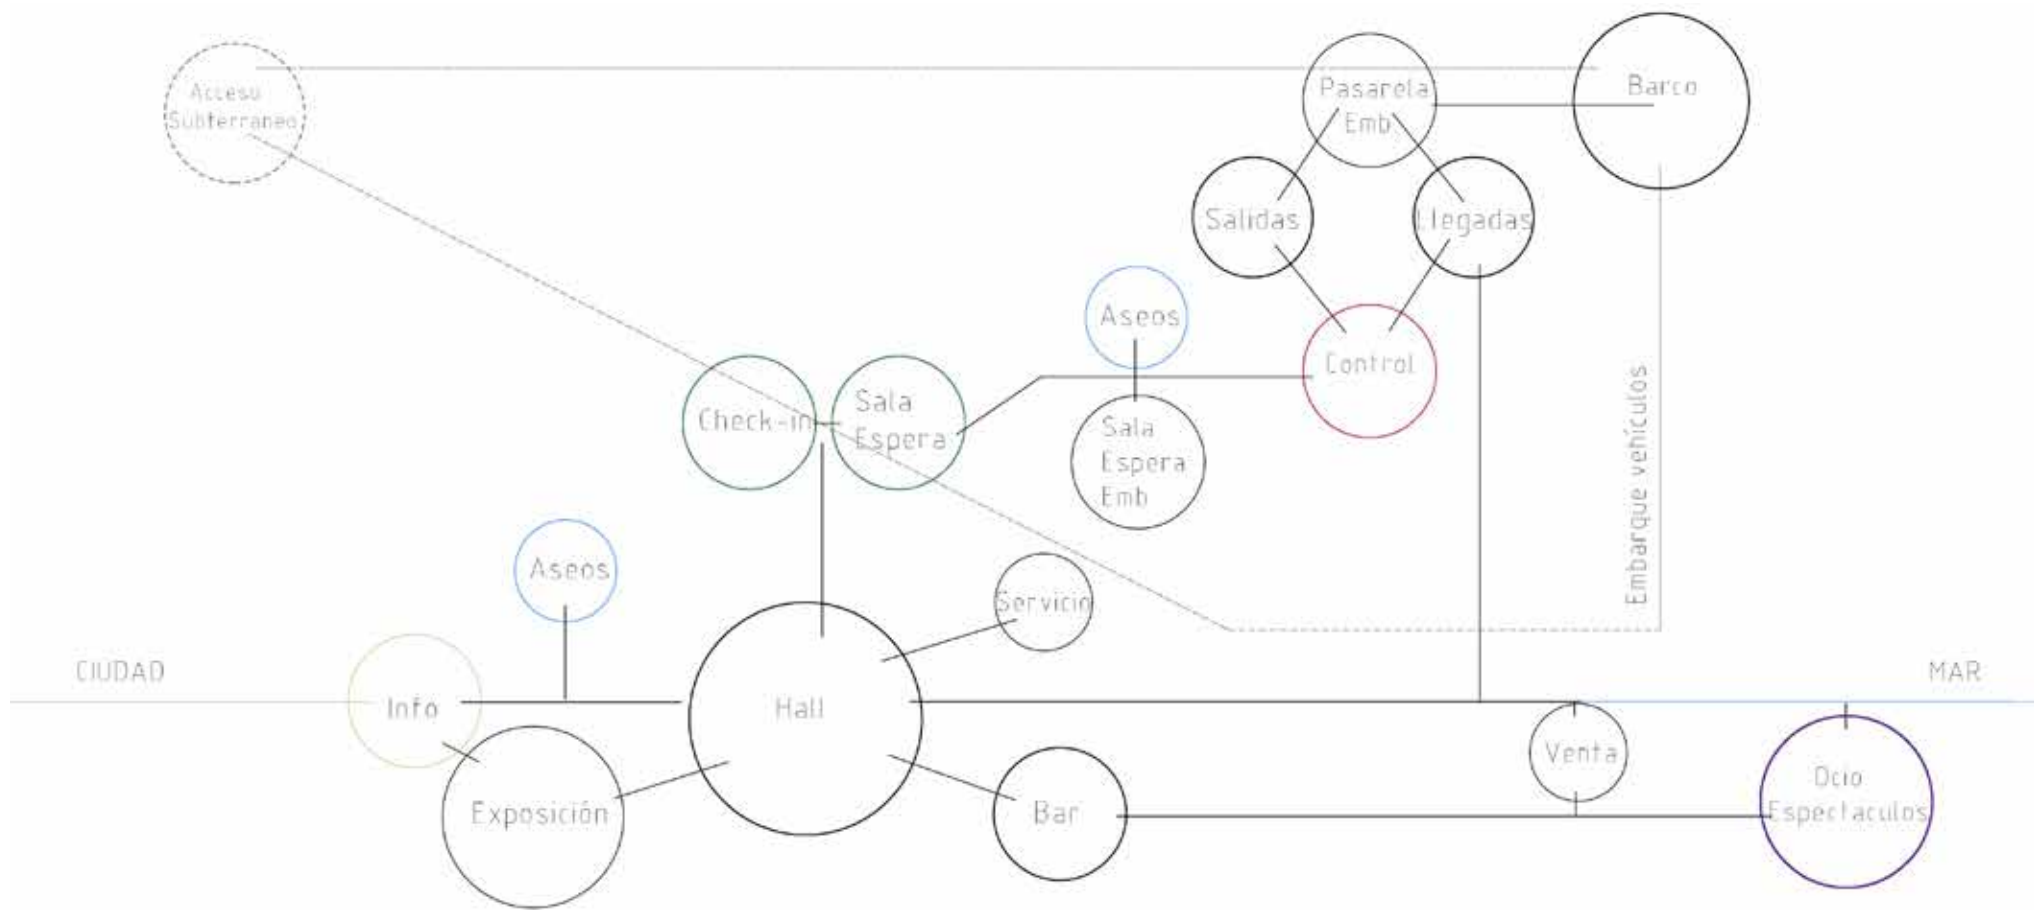 Acceso
Subterraneo
Pasarela
Emb
Barco
Salidas
Llegadas
Aseos
Control
Check-in
Sala
Espera
Sala
Espera
Emb
Embarque vehículos
Aseos
Servicio
CIUDAD
MAR
Info
Hall
Venta
Exposición
Bar
Ocio
Espectaculos